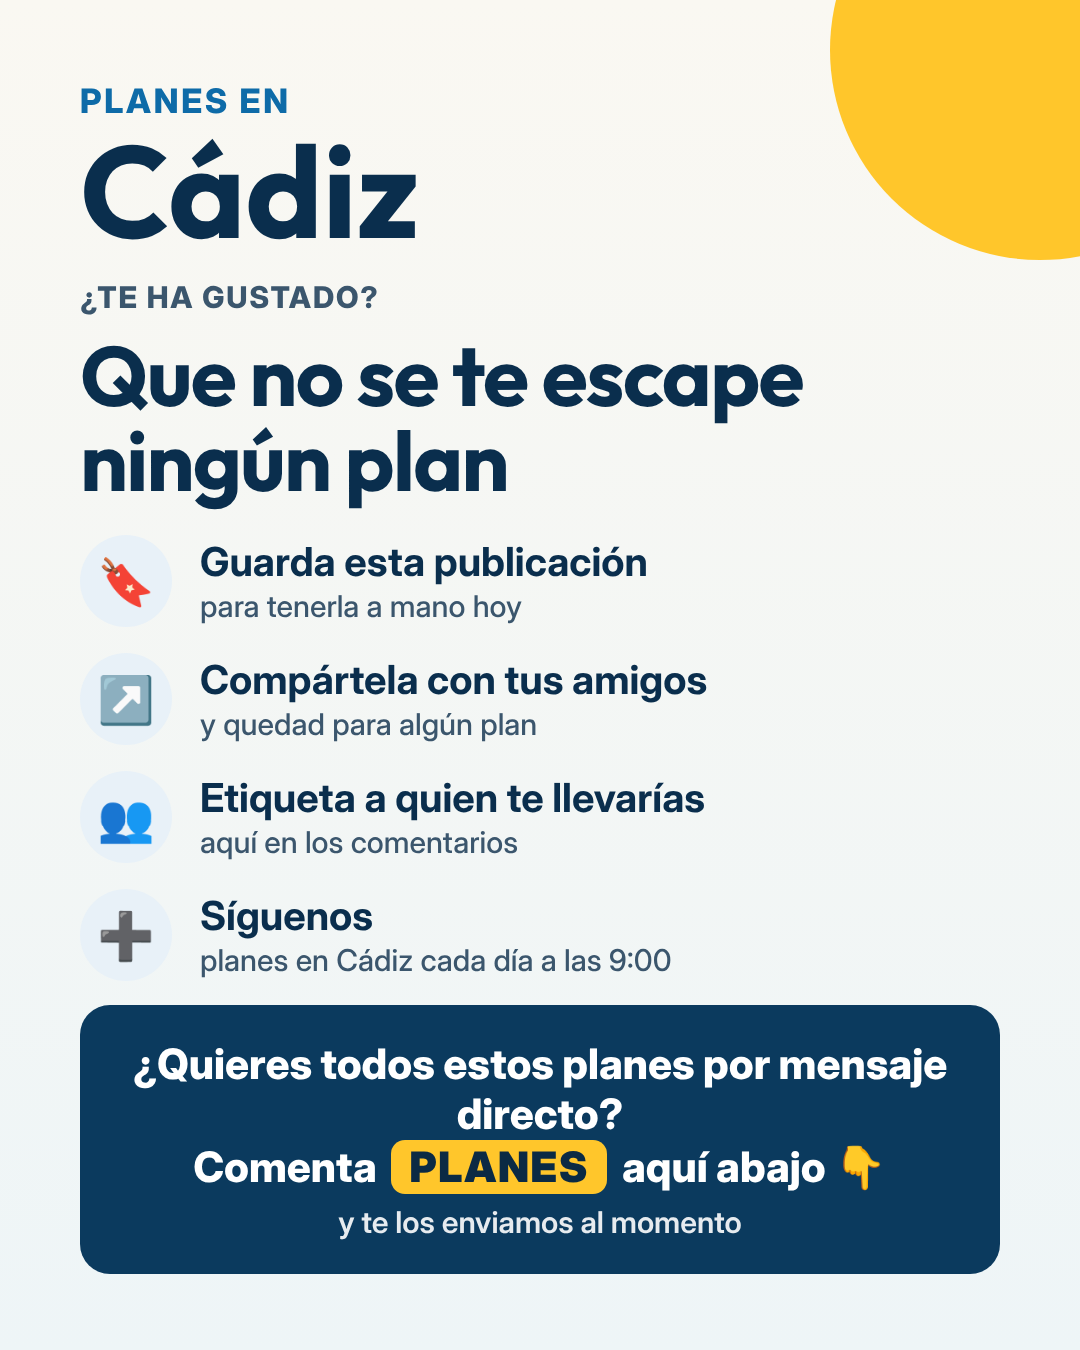 PLANES EN
Cádiz
¿TE HA GUSTADO?
Que no se te escape
ningún plan
Guarda esta publicación
para tenerla a mano hoy
Compártela con tus amigos
y quedad para algún plan
Etiqueta a quien te llevarías
aquí en los comentarios
Síguenos
planes en Cádiz cada día a las 9:00
¿Quieres todos estos planes por mensaje
directo?
Comenta PLANES aquí abajo 👇
y te los enviamos al momento